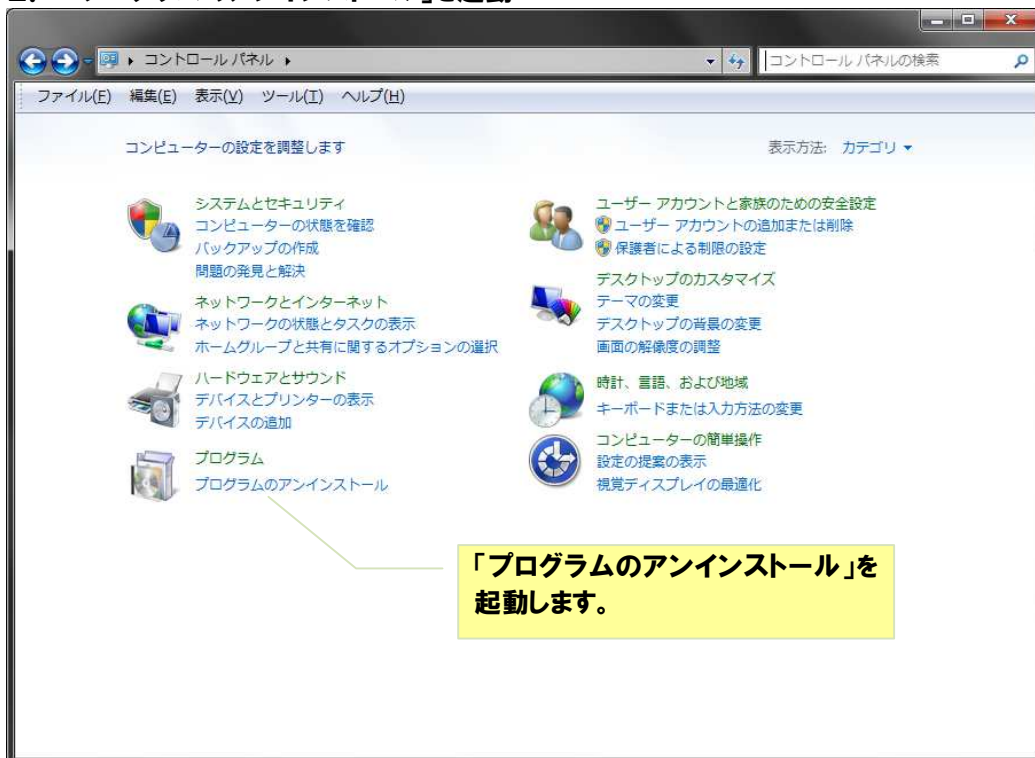 コントロール パネル
コントロール パネルの検索
ファイル(F) 編集(E) 表示(V) ツール(T) ヘルプ(H)
コンピューターの設定を調整します
表示方法: カテゴリ
システムとセキュリティ
コンピューターの状態を確認
バックアップの作成
問題の発見と解決
ネットワークとインターネット
ネットワークの状態とタスクの表示
ホームグループと共有に関するオプションの選択
ハードウェアとサウンド
デバイスとプリンターの表示
デバイスの追加
プログラム
プログラムのアンインストール
ユーザー アカウントと家族のための安全設定
ユーザー アカウントの追加または削除
保護者による制限の設定
デスクトップのカスタマイズ
テーマの変更
デスクトップの背景の変更
画面の解像度の調整
時計、言語、および地域
キーボードまたは入力方法の変更
コンピューターの簡単操作
設定の提案の表示
視覚ディスプレイの最適化
「プログラムのアンインストール」を
起動します。